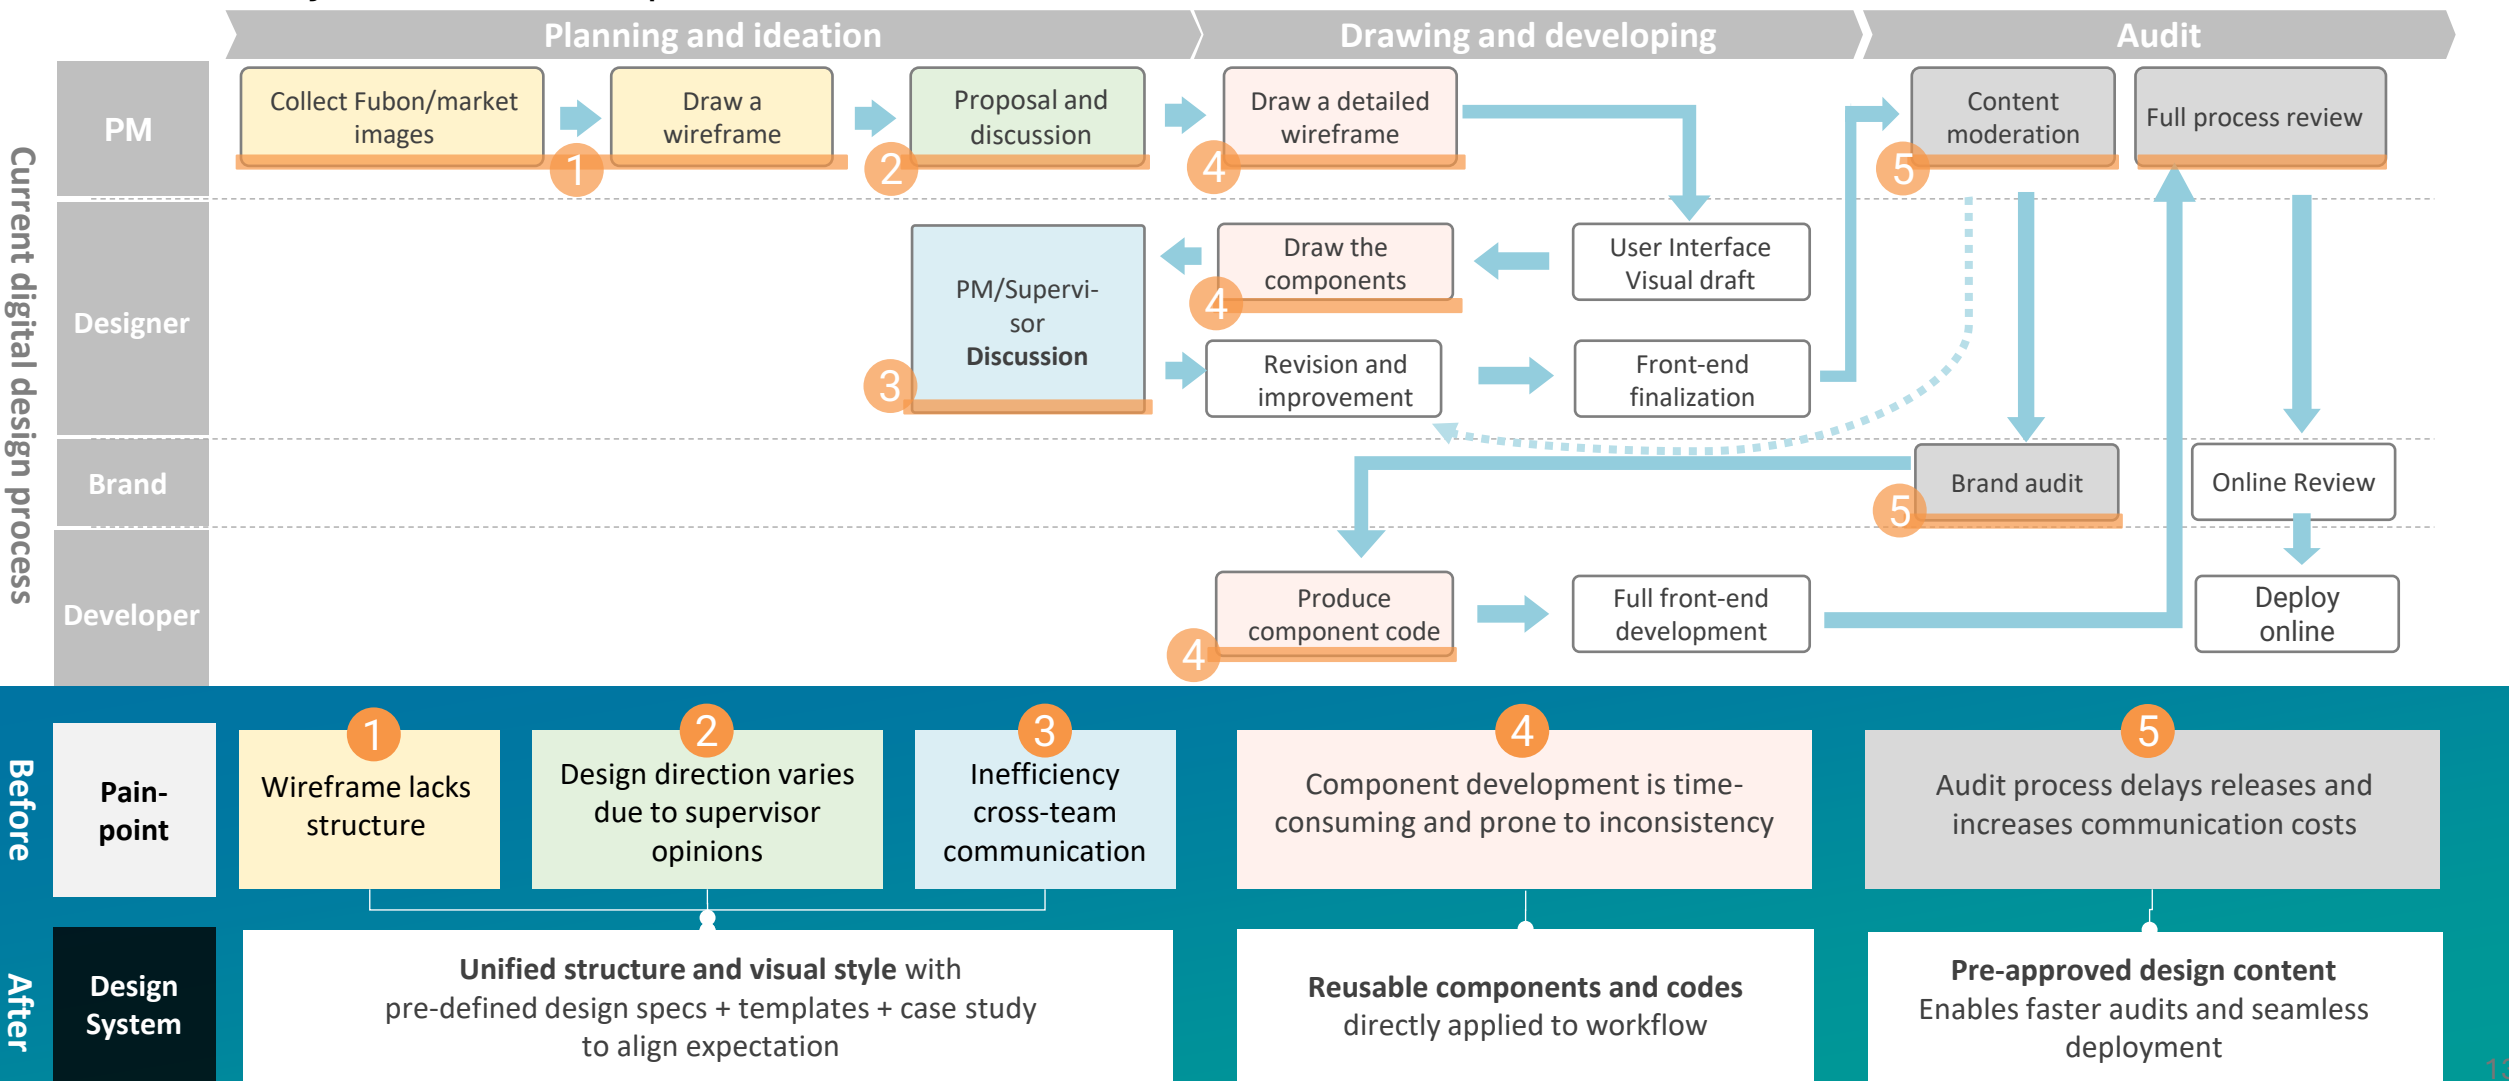 Planning and ideation
Drawing and developing
Audit
Current digital design process
PM
Collect Fubon/market
images
1
Draw a
wireframe
2
Proposal and
discussion
4
Draw a detailed
wireframe
5
Content
moderation
Full process review
Designer
3
PM/Supervi-
sor
Discussion
4
Draw the
components
User Interface
Visual draft
Revision and
improvement
Front-end
finalization
Brand
5
Brand audit
Online Review
Developer
4
Produce
component code
Full front-end
development
Deploy
online
Before
Pain-
point
1
Wireframe lacks
structure
2
Design direction varies
due to supervisor
opinions
3
Inefficiency
cross-team
communication
4
Component development is time-
consuming and prone to inconsistency
5
Audit process delays releases and
increases communication costs
After
Design
System
Unified structure and visual style with
pre-defined design specs + templates + case study
to align expectation
Reusable components and codes
directly applied to workflow
Pre-approved design content
Enables faster audits and seamless
deployment